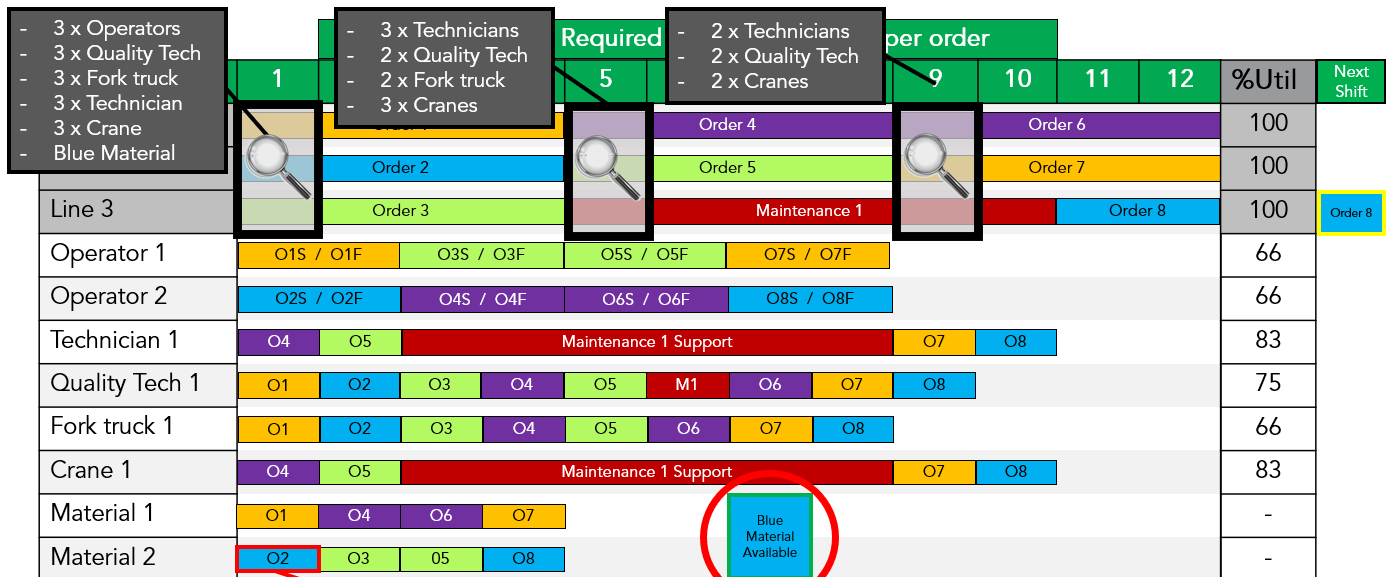 - 3 x Operators
- 3 x Quality Tech
- 3 x Fork truck
- 3 x Technician
- 3 x Crane
- Blue Material
- 3 x Technicians
- 2 x Quality Tech
- 2 x Fork truck
- 3 x Cranes
- 2 x Technicians
- 2 x Quality Tech
- 2 x Cranes
Required per order
1 5 9 10 11 12 %Util Next Shift
Order 4 Order 6 100
Order 2 Order 5 Order 7 100
Line 3 Order 3 Maintenance 1 Order 8 100 Order 8
Operator 1 O1S / O1F O3S / O3F O5S / O5F O7S / O7F 66
Operator 2 O2S / O2F O4S / O4F O6S / O6F O8S / O8F 66
Technician 1 O4 O5 Maintenance 1 Support O7 O8 83
Quality Tech 1 O1 O2 O3 O4 O5 M1 O6 O7 O8 75
Fork truck 1 O1 O2 O3 O4 O5 O6 O7 O8 66
Crane 1 O4 O5 Maintenance 1 Support O7 O8 83
Material 1 O1 O4 O6 O7 -
Blue
Material
Available
Material 2 O2 O3 05 O8 -